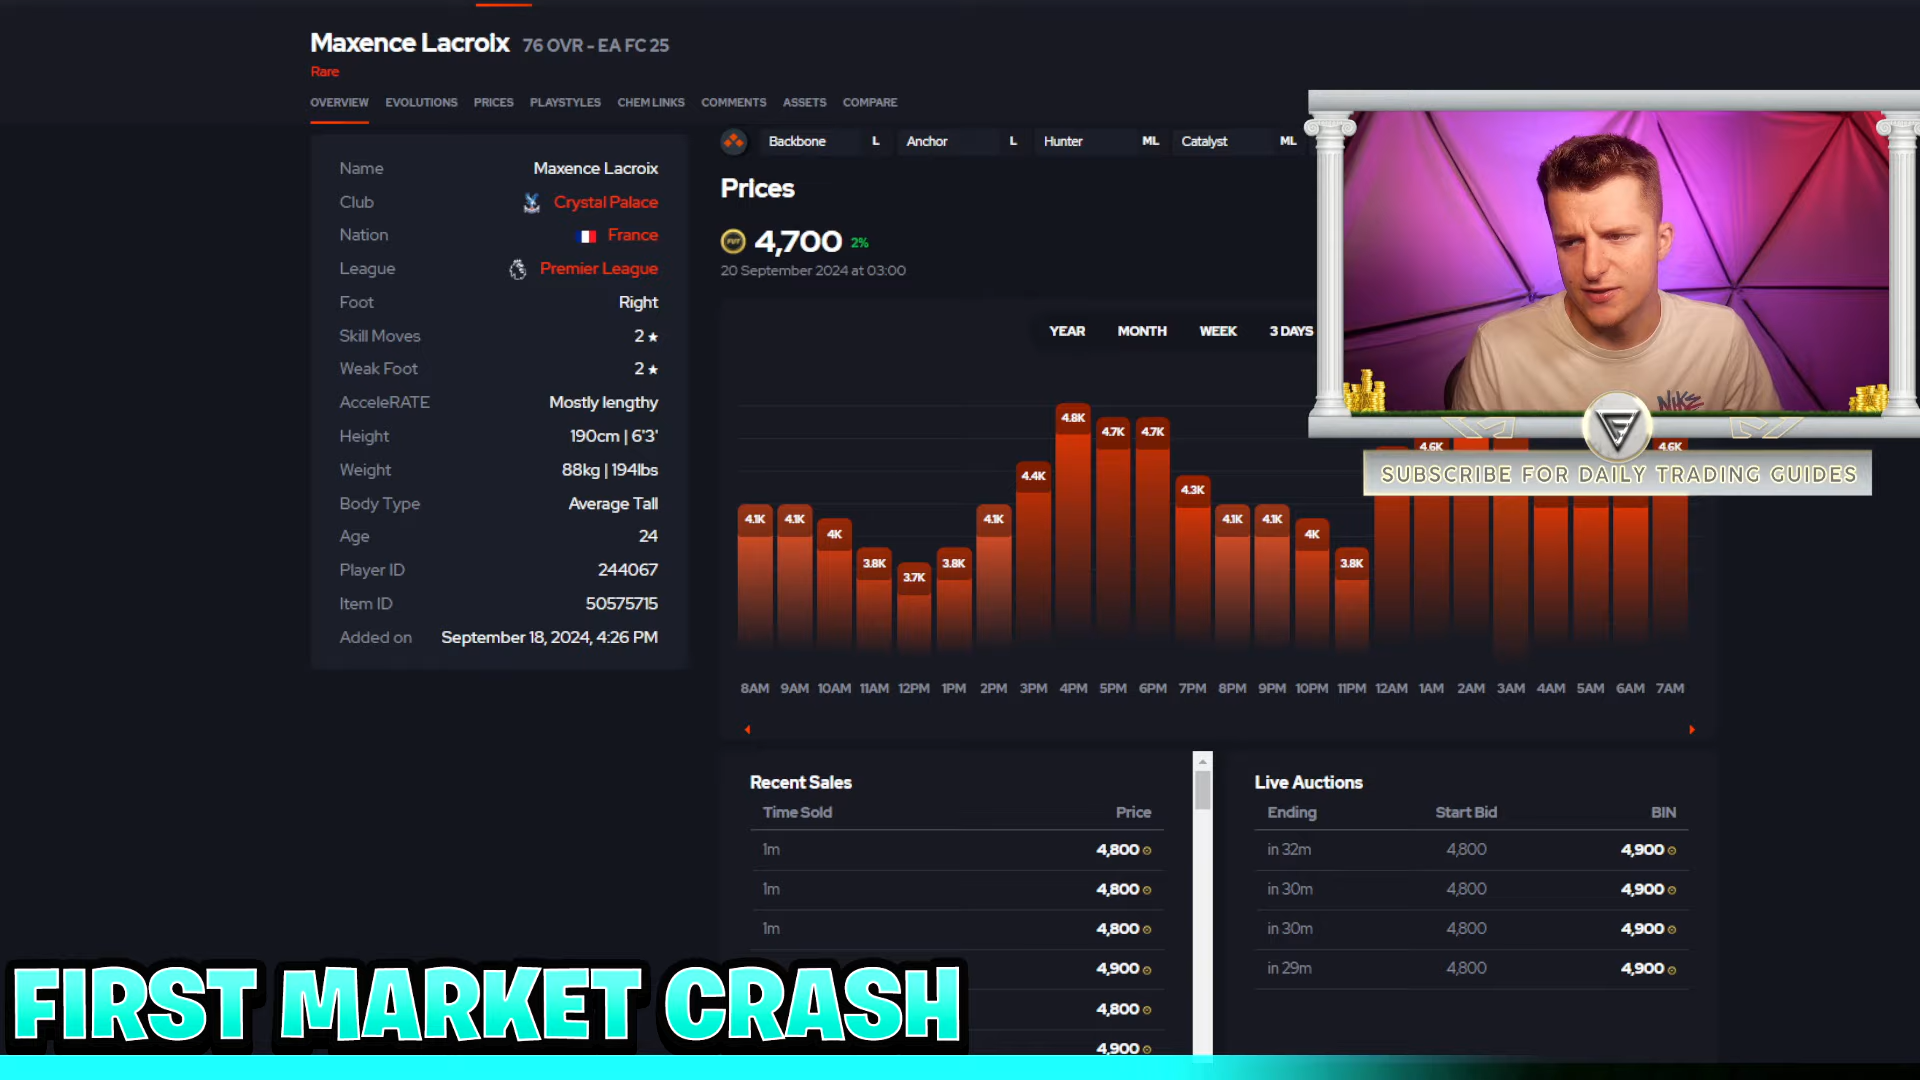 Maxence Lacroix 76 OVR - EA FC 25
Rare
OVERVIEW EVOLUTIONS PRICES PLAYSTYLES CHEM LINKS COMMENTS ASSETS COMPARE
Name Maxence Lacroix
Club Crystal Palace
Nation France
League Premier League
Foot Right
Skill Moves 2 ★
Weak Foot 2 ★
AcceleRATE Mostly lengthy
Height 190cm | 6'3'
Weight 88kg | 194lbs
Body Type Average Tall
Age 24
Player ID 244067
Item ID 50575715
Added on September 18, 2024, 4:26 PM
Backbone L Anchor L Hunter ML Catalyst ML
Prices
FUT 4,700 2%
20 September 2024 at 03:00
YEAR MONTH WEEK 3 DAYS
4.1K 4.1K 4K 3.8K 3.7K 3.8K 4.1K 4.4K 4.8K 4.7K 4.7K 4.3K 4.1K 4.1K 4K 3.8K 4.6K 4.6K
8AM 9AM 10AM 11AM 12PM 1PM 2PM 3PM 4PM 5PM 6PM 7PM 8PM 9PM 10PM 11PM 12AM 1AM 2AM 3AM 4AM 5AM 6AM 7AM
NIKE
SUBSCRIBE FOR DAILY TRADING GUIDES
Recent Sales
Time Sold Price
1m 4,800
1m 4,800
1m 4,800
4,900
4,800
4,900
Live Auctions
Ending Start Bid BIN
in 32m 4,800 4,900
in 30m 4,800 4,900
in 30m 4,800 4,900
in 29m 4,800 4,900
FIRST MARKET CRASH